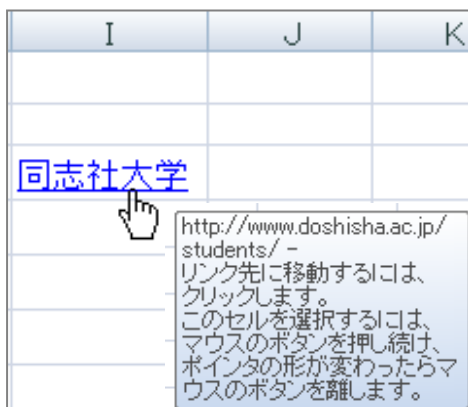 I J K
同志社大学
http://www.doshisha.ac.jp/
students/ -
リンク先に移動するには、
クリックします。
このセルを選択するには、
マウスのボタンを押し続け、
ポインタの形が変わったらマ
ウスのボタンを離します。